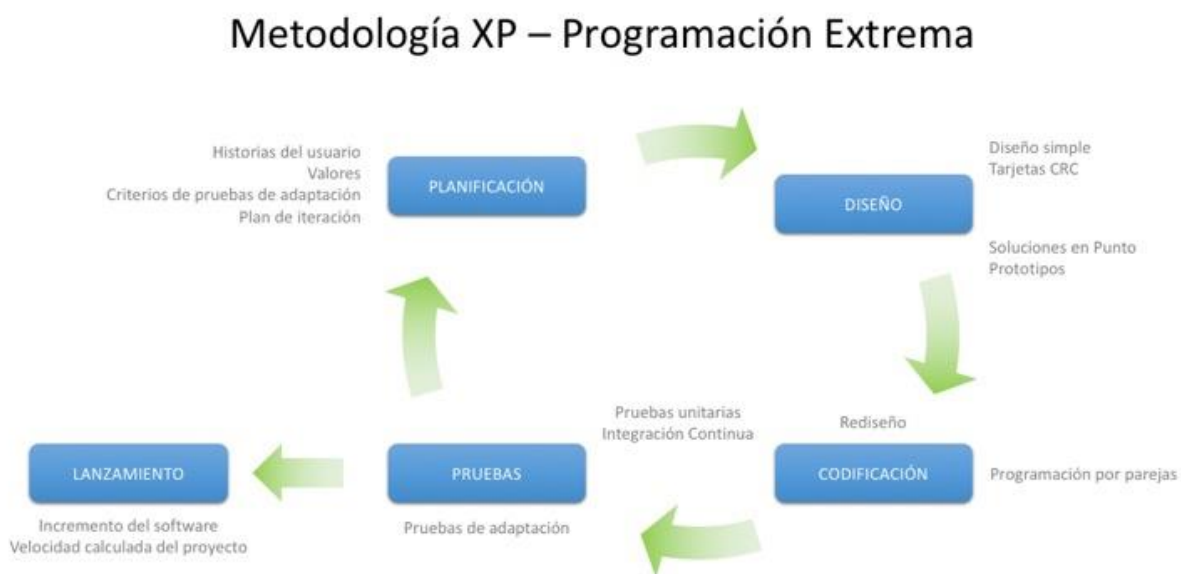 Metodología XP – Programación Extrema
Historias del usuario
Valores
Criterios de pruebas de adaptación
Plan de iteración
PLANIFICACIÓN
DISEÑO
Diseño simple
Tarjetas CRC
Soluciones en Punto
Prototipos
Rediseño
CODIFICACIÓN
Programación por parejas
Pruebas unitarias
Integración Continua
PRUEBAS
Pruebas de adaptación
LANZAMIENTO
Incremento del software
Velocidad calculada del proyecto